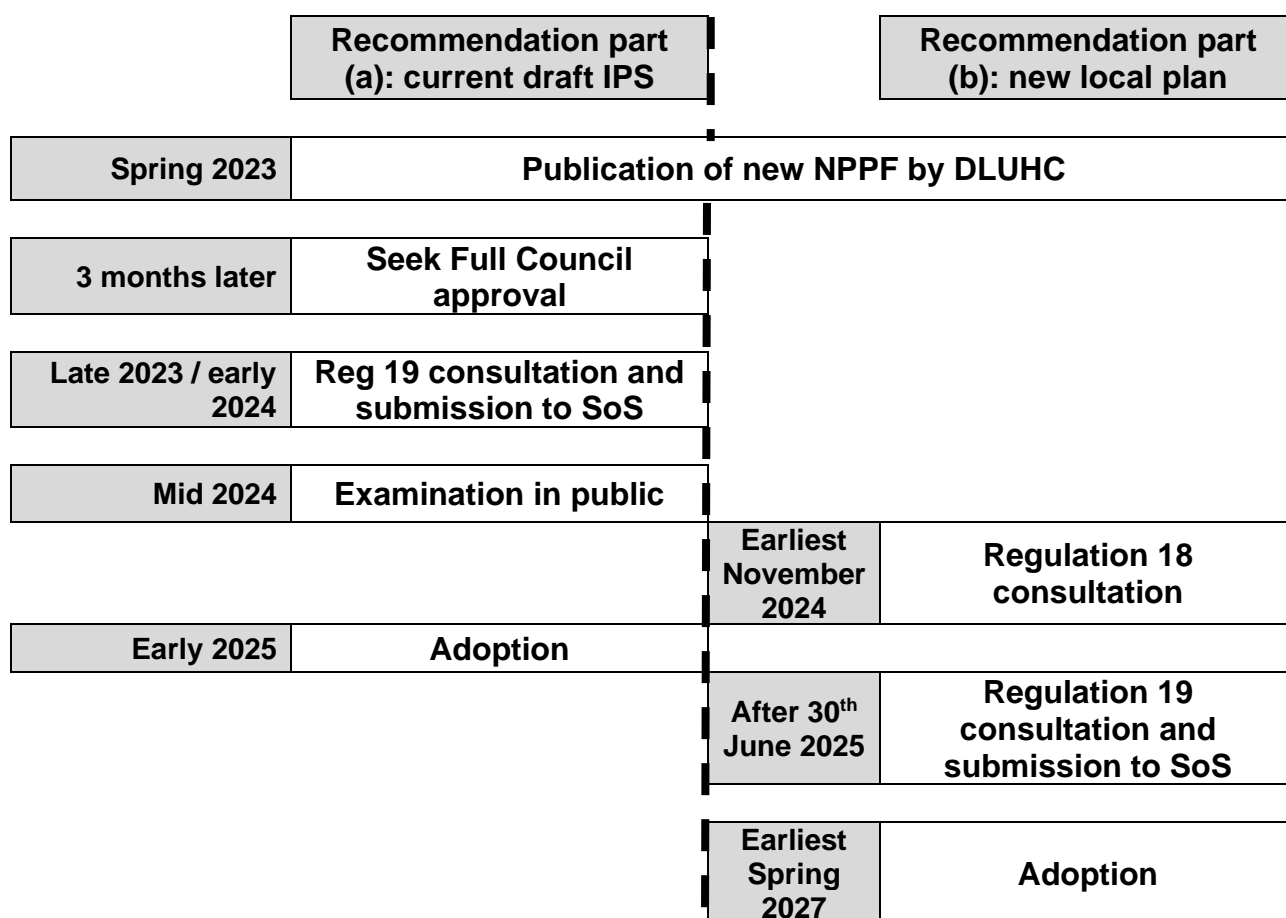 Recommendation part
(a): current draft IPS
Recommendation part
(b): new local plan
Spring 2023
Publication of new NPPF by DLUHC
3 months later
Seek Full Council
approval
Late 2023 / early
2024
Reg 19 consultation and
submission to SoS
Mid 2024
Examination in public
Earliest
November
2024
Regulation 18
consultation
Early 2025
Adoption
After 30th
June 2025
Regulation 19
consultation and
submission to SoS
Earliest
Spring
2027
Adoption